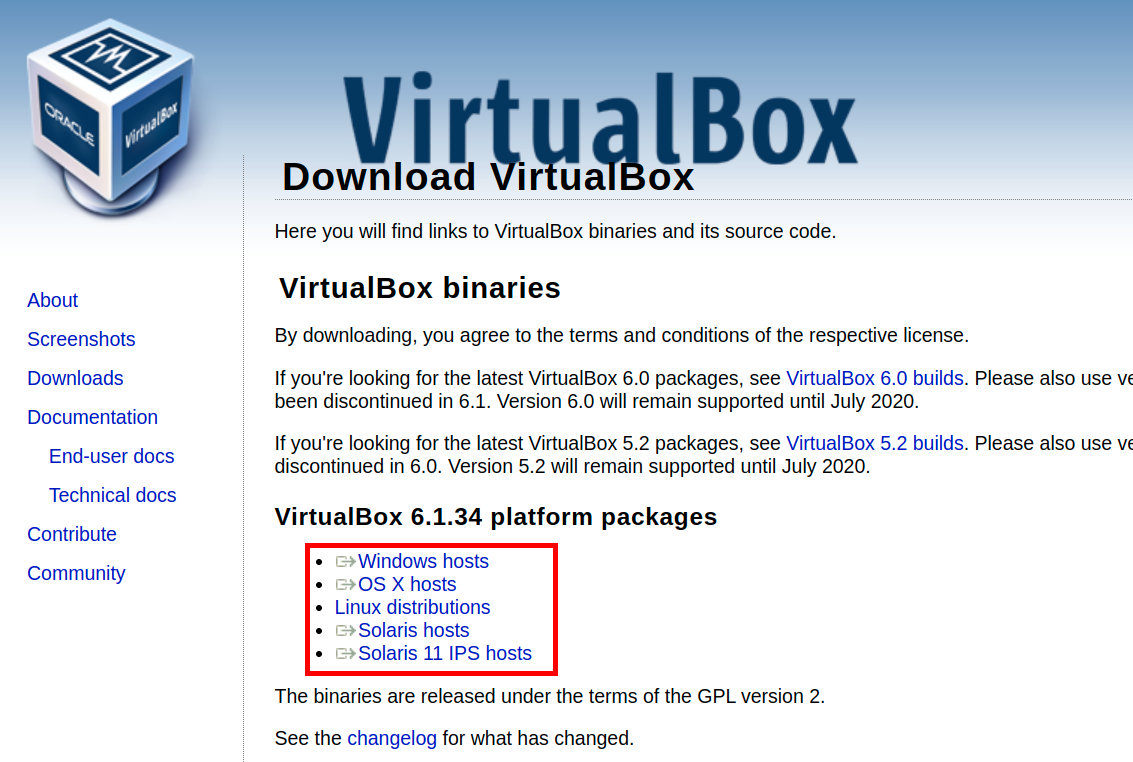 ORACLE
VirtualBox
VirtualBox
Download VirtualBox
Here you will find links to VirtualBox binaries and its source code.
About
Screenshots
Downloads
Documentation
End-user docs
Technical docs
Contribute
Community
VirtualBox binaries
By downloading, you agree to the terms and conditions of the respective license.
If you're looking for the latest VirtualBox 6.0 packages, see VirtualBox 6.0 builds. Please also use
been discontinued in 6.1. Version 6.0 will remain supported until July 2020.
If you're looking for the latest VirtualBox 5.2 packages, see VirtualBox 5.2 builds. Please also use
discontinued in 6.0. Version 5.2 will remain supported until July 2020.
VirtualBox 6.1.34 platform packages
• Windows hosts
• OS X hosts
• Linux distributions
• Solaris hosts
• Solaris 11 IPS hosts
The binaries are released under the terms of the GPL version 2.
See the changelog for what has changed.